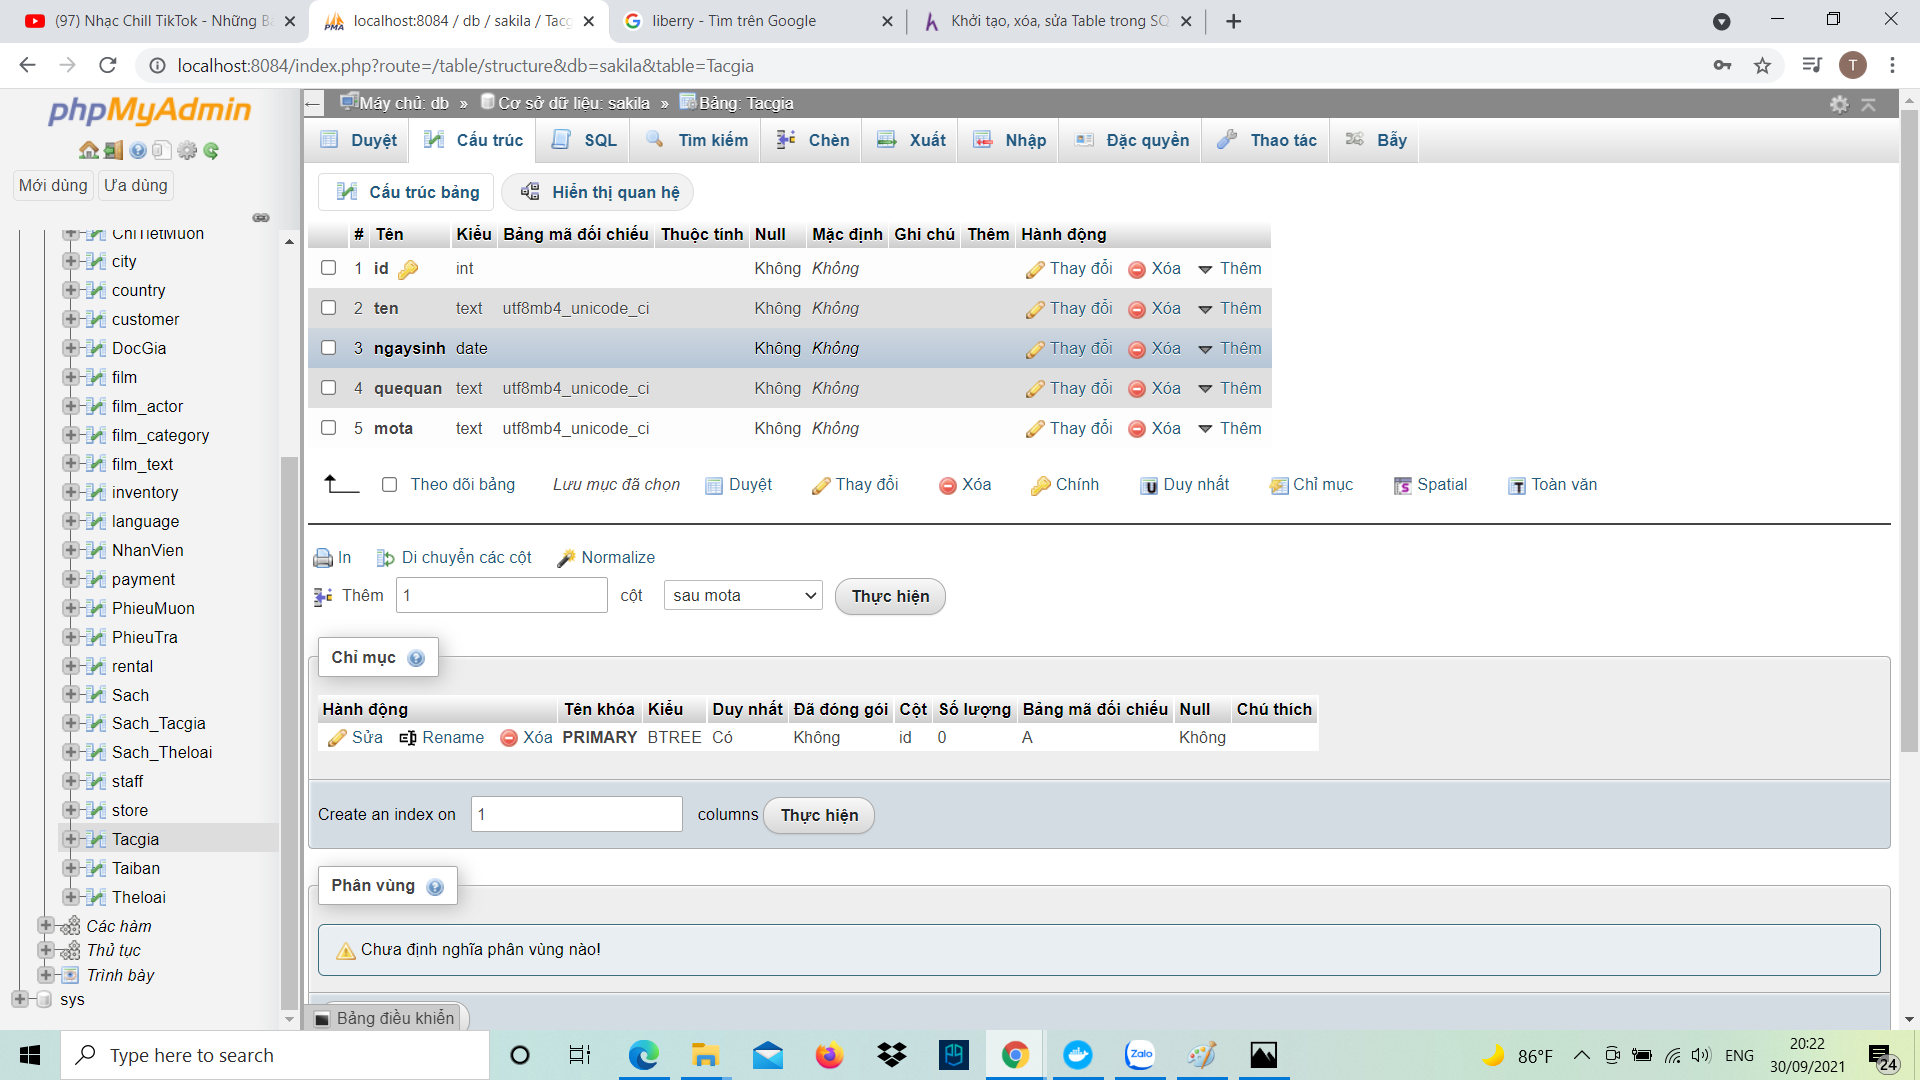 (97) Nhạc Chill TikTok - Những B
localhost:8084 / db / sakila / Tacg
liberry - Tìm trên Google
Khởi tạo, xóa, sửa Table trong SQ
localhost:8084/index.php?route=/table/structure&db=sakila&table=Tacgia
T
phpMyAdmin
Mới dùng Ưa dùng
ChiTietMuon
city
country
customer
DocGia
film
film_actor
film_category
film_text
inventory
language
NhanVien
payment
PhieuMuon
PhieuTra
rental
Sach
Sach_Tacgia
Sach_Theloai
staff
store
Tacgia
Taiban
Theloai
Các hàm
Thủ tục
Trình bày
sys
Máy chủ: db » Cơ sở dữ liệu: sakila » Bảng: Tacgia
Duyệt Cấu trúc SQL Tìm kiếm Chèn Xuất Nhập Đặc quyền Thao tác Bẫy
Cấu trúc bảng Hiển thị quan hệ
# Tên Kiểu Bảng mã đối chiếu Thuộc tính Null Mặc định Ghi chú Thêm Hành động
1 id int Không Không Thay đổi Xóa Thêm
2 ten text utf8mb4_unicode_ci Không Không Thay đổi Xóa Thêm
3 ngaysinh date Không Không Thay đổi Xóa Thêm
4 quequan text utf8mb4_unicode_ci Không Không Thay đổi Xóa Thêm
5 mota text utf8mb4_unicode_ci Không Không Thay đổi Xóa Thêm
Theo dõi bảng Lưu mục đã chọn Duyệt Thay đổi Xóa Chính Duy nhất Chỉ mục Spatial Toàn văn
In Di chuyển các cột Normalize
Thêm 1 cột sau mota Thực hiện
Chỉ mục
Hành động Tên khóa Kiểu Duy nhất Đã đóng gói Cột Số lượng Bảng mã đối chiếu Null Chú thích
Sửa Rename Xóa PRIMARY BTREE Có Không id 0 A Không
Create an index on 1 columns Thực hiện
Phân vùng
Chưa định nghĩa phân vùng nào!
Bảng điều khiển
Type here to search
Zalo
86°F
ENG
20:22
30/09/2021
24